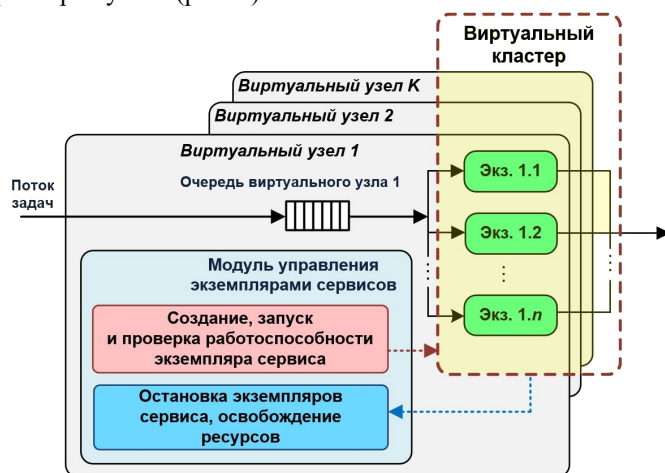 Виртуальный
кластер
Виртуальный узел K
Виртуальный узел 2
Виртуальный узел 1
Поток
задач
Очередь виртуального узла 1
Экз. 1.1
Экз. 1.2
Экз. 1.n
Модуль управления
экземплярами сервисов
Создание, запуск
и проверка работоспособности
экземпляра сервиса
Остановка экземпляров
сервиса, освобождение
ресурсов